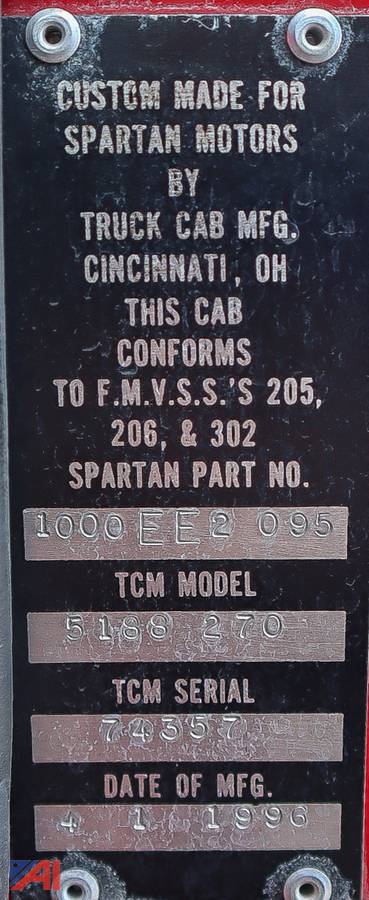 CUSTOM MADE FOR
SPARTAN MOTORS
BY
TRUCK CAB MFG.
CINCINNATI, OH
THIS CAB
CONFORMS
TO F.M.V.S.S.'S 205,
206, & 302
SPARTAN PART NO.
1000 EE2 095
TCM MODEL
5188 270
TCM SERIAL
74357
DATE OF MFG.
4 1 1996
AI